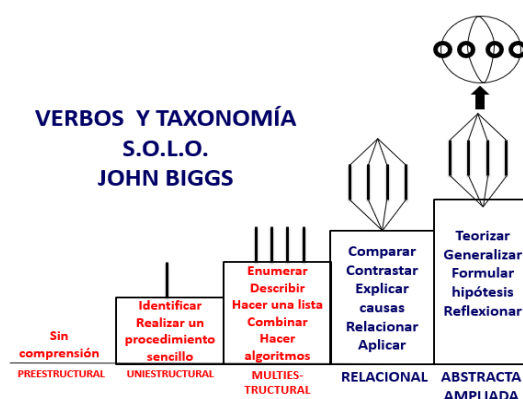 VERBOS Y TAXONOMÍA
S.O.L.O.
JOHN BIGGS
Sin
comprensión
PREESTRUCTURAL
Identificar
Realizar un
procedimiento
sencillo
UNIESTRUCTURAL
Enumerar
Describir
Hacer una lista
Combinar
Hacer
algoritmos
MULTIES-
TRUCTURAL
Comparar
Contrastar
Explicar
causas
Relacionar
Aplicar
RELACIONAL
Teorizar
Generalizar
Formular
hipótesis
Reflexionar
ABSTRACTA
AMPLIADA